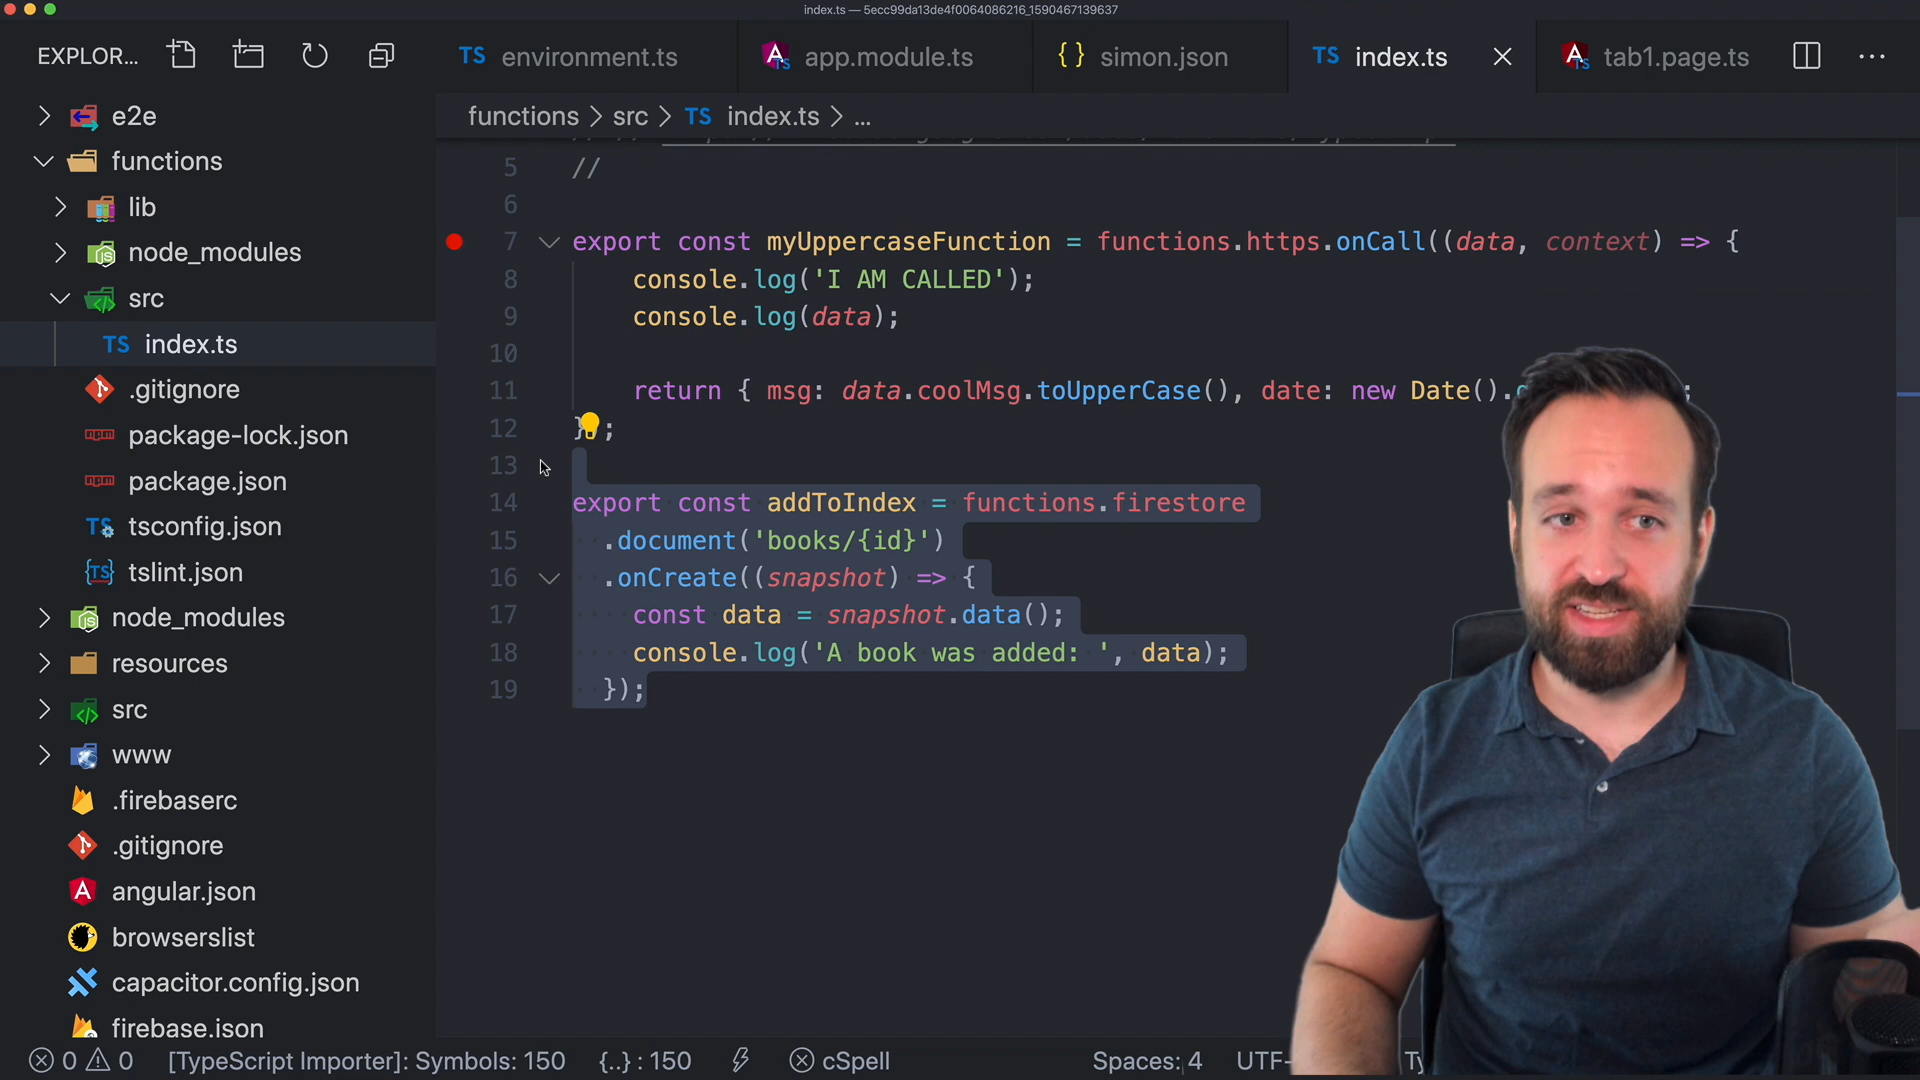 index.ts — 5ecc99da13de4f0064086216_1590467139637
EXPLOR...
TS environment.ts
app.module.ts
{} simon.json
TS index.ts
tab1.page.ts
functions > src > TS index.ts > ...
e2e
functions
lib
node_modules
src
TS index.ts
.gitignore
package-lock.json
package.json
tsconfig.json
tslint.json
node_modules
resources
src
www
.firebaserc
.gitignore
angular.json
browserslist
capacitor.config.json
firebase.json
5 //
6
7 export const myUppercaseFunction = functions.https.onCall((data, context) => {
8 console.log('I AM CALLED');
9 console.log(data);
10
11 return { msg: data.coolMsg.toUpperCase(), date: new Date().
12 });
13
14 export const addToIndex = functions.firestore
15 .document('books/{id}')
16 .onCreate((snapshot) => {
17 const data = snapshot.data();
18 console.log('A book was added: ', data);
19 });
0 0 [TypeScript Importer]: Symbols: 150 {..} : 150 cSpell Spaces: 4 UTF-